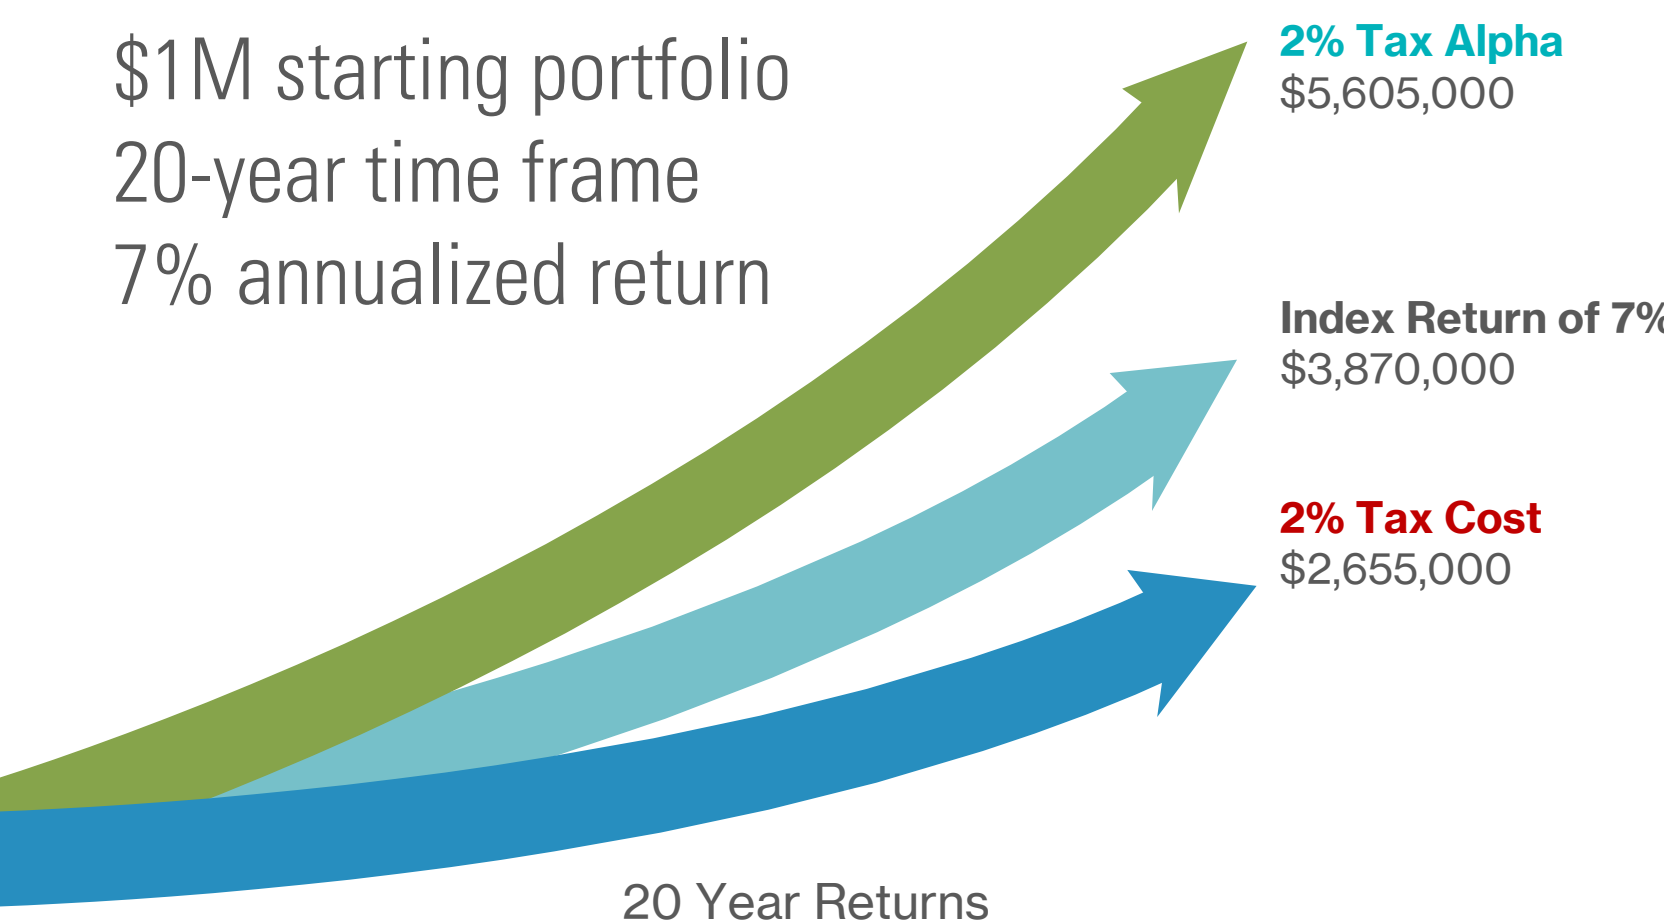 $1M starting portfolio
20-year time frame
7% annualized return
2% Tax Alpha
$5,605,000
Index Return of 7%
$3,870,000
2% Tax Cost
$2,655,000
20 Year Returns